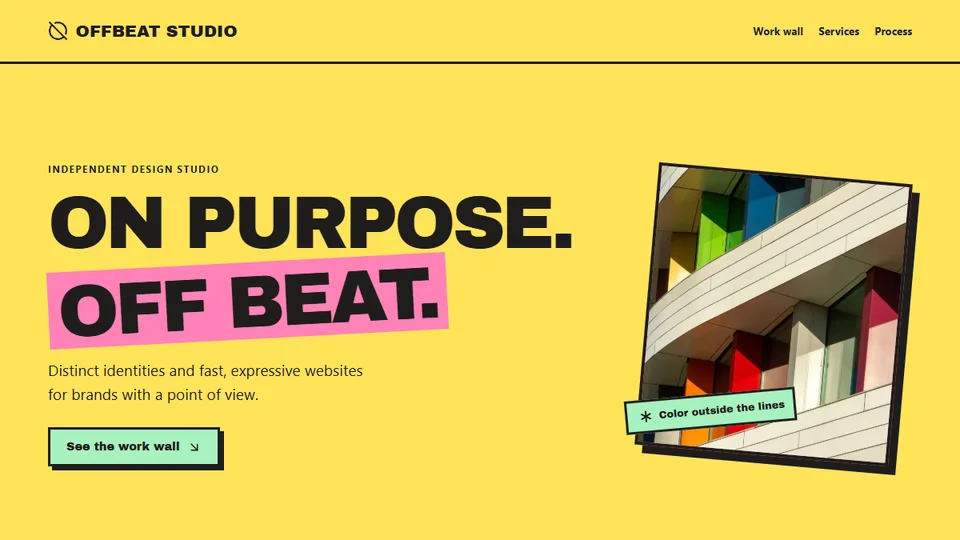 OFFBEAT STUDIO
Work wall
Services
Process
INDEPENDENT DESIGN STUDIO
ON PURPOSE.
OFF BEAT.
Distinct identities and fast, expressive websites
for brands with a point of view.
See the work wall
Color outside the lines